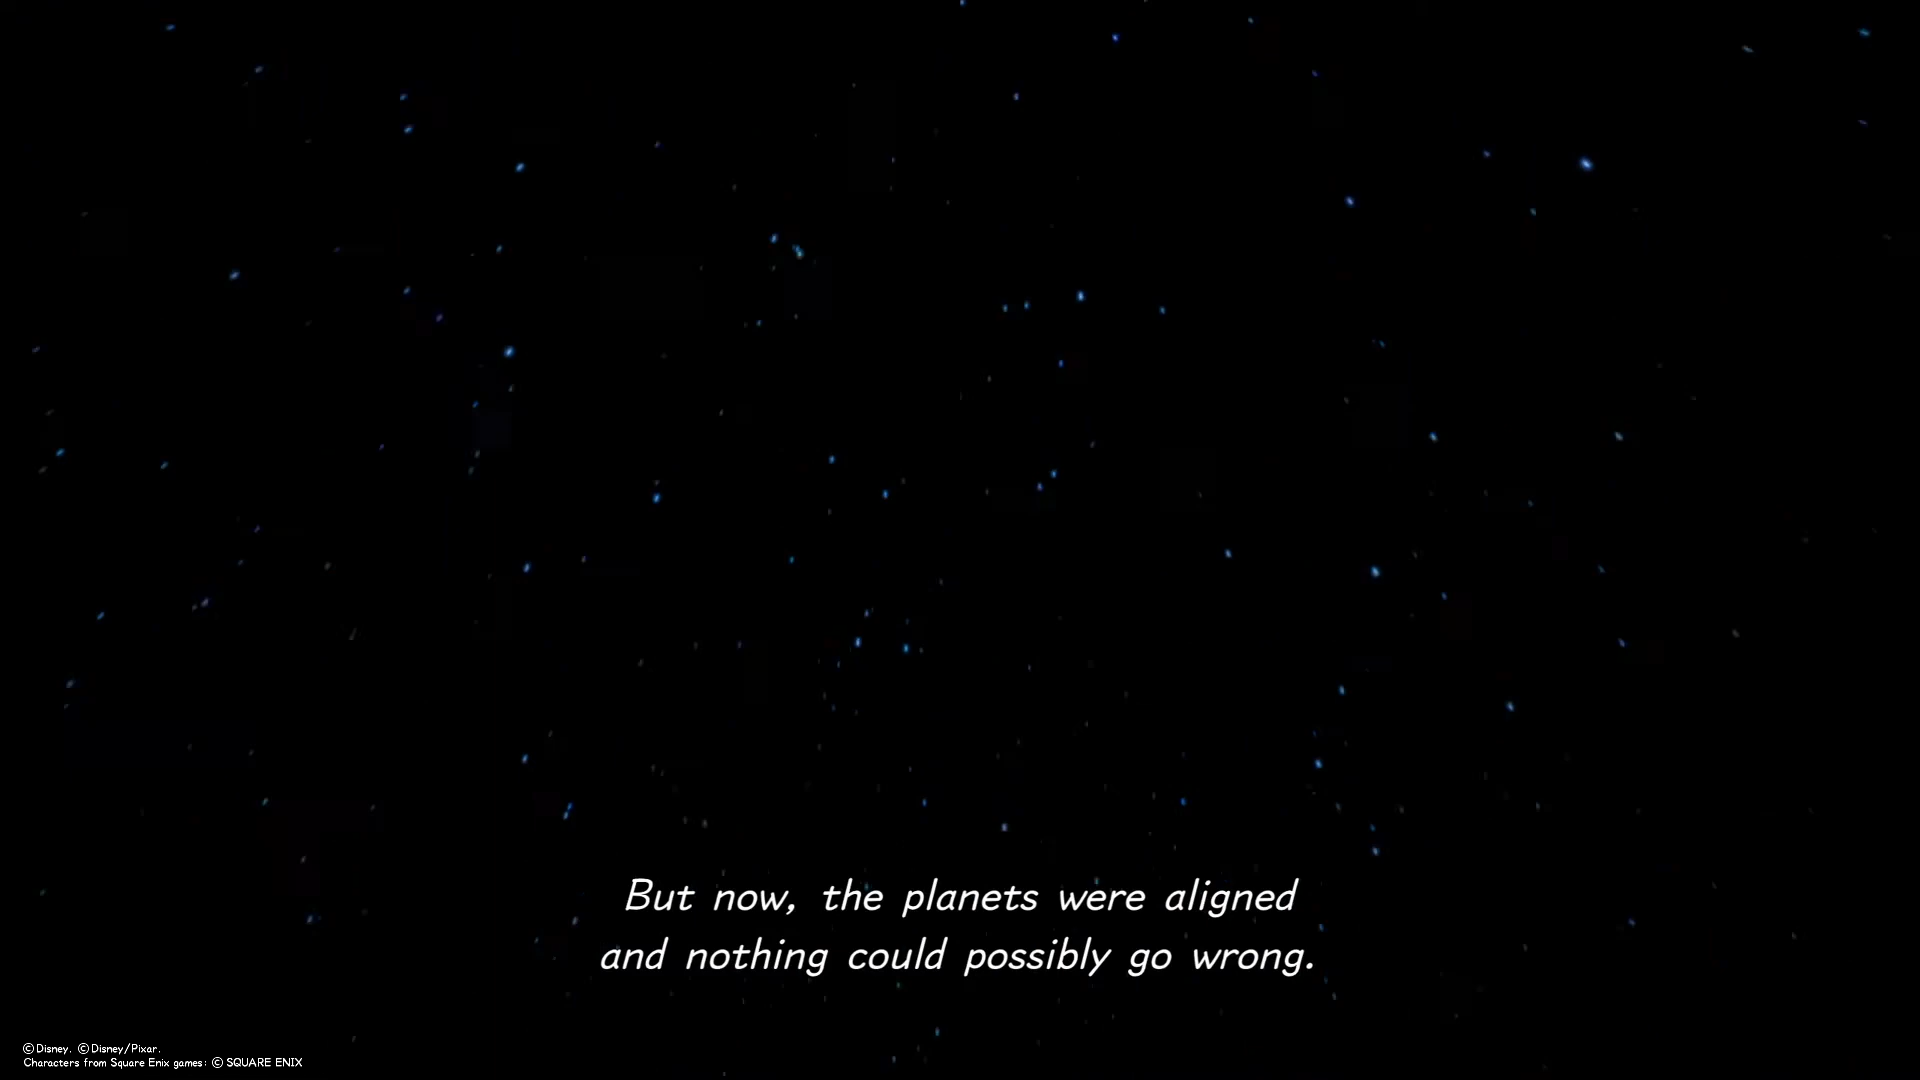 But now, the planets were aligned
and nothing could possibly go wrong.
©Disney. ©Disney/Pixar.
Characters from Square Enix games: © SQUARE ENIX